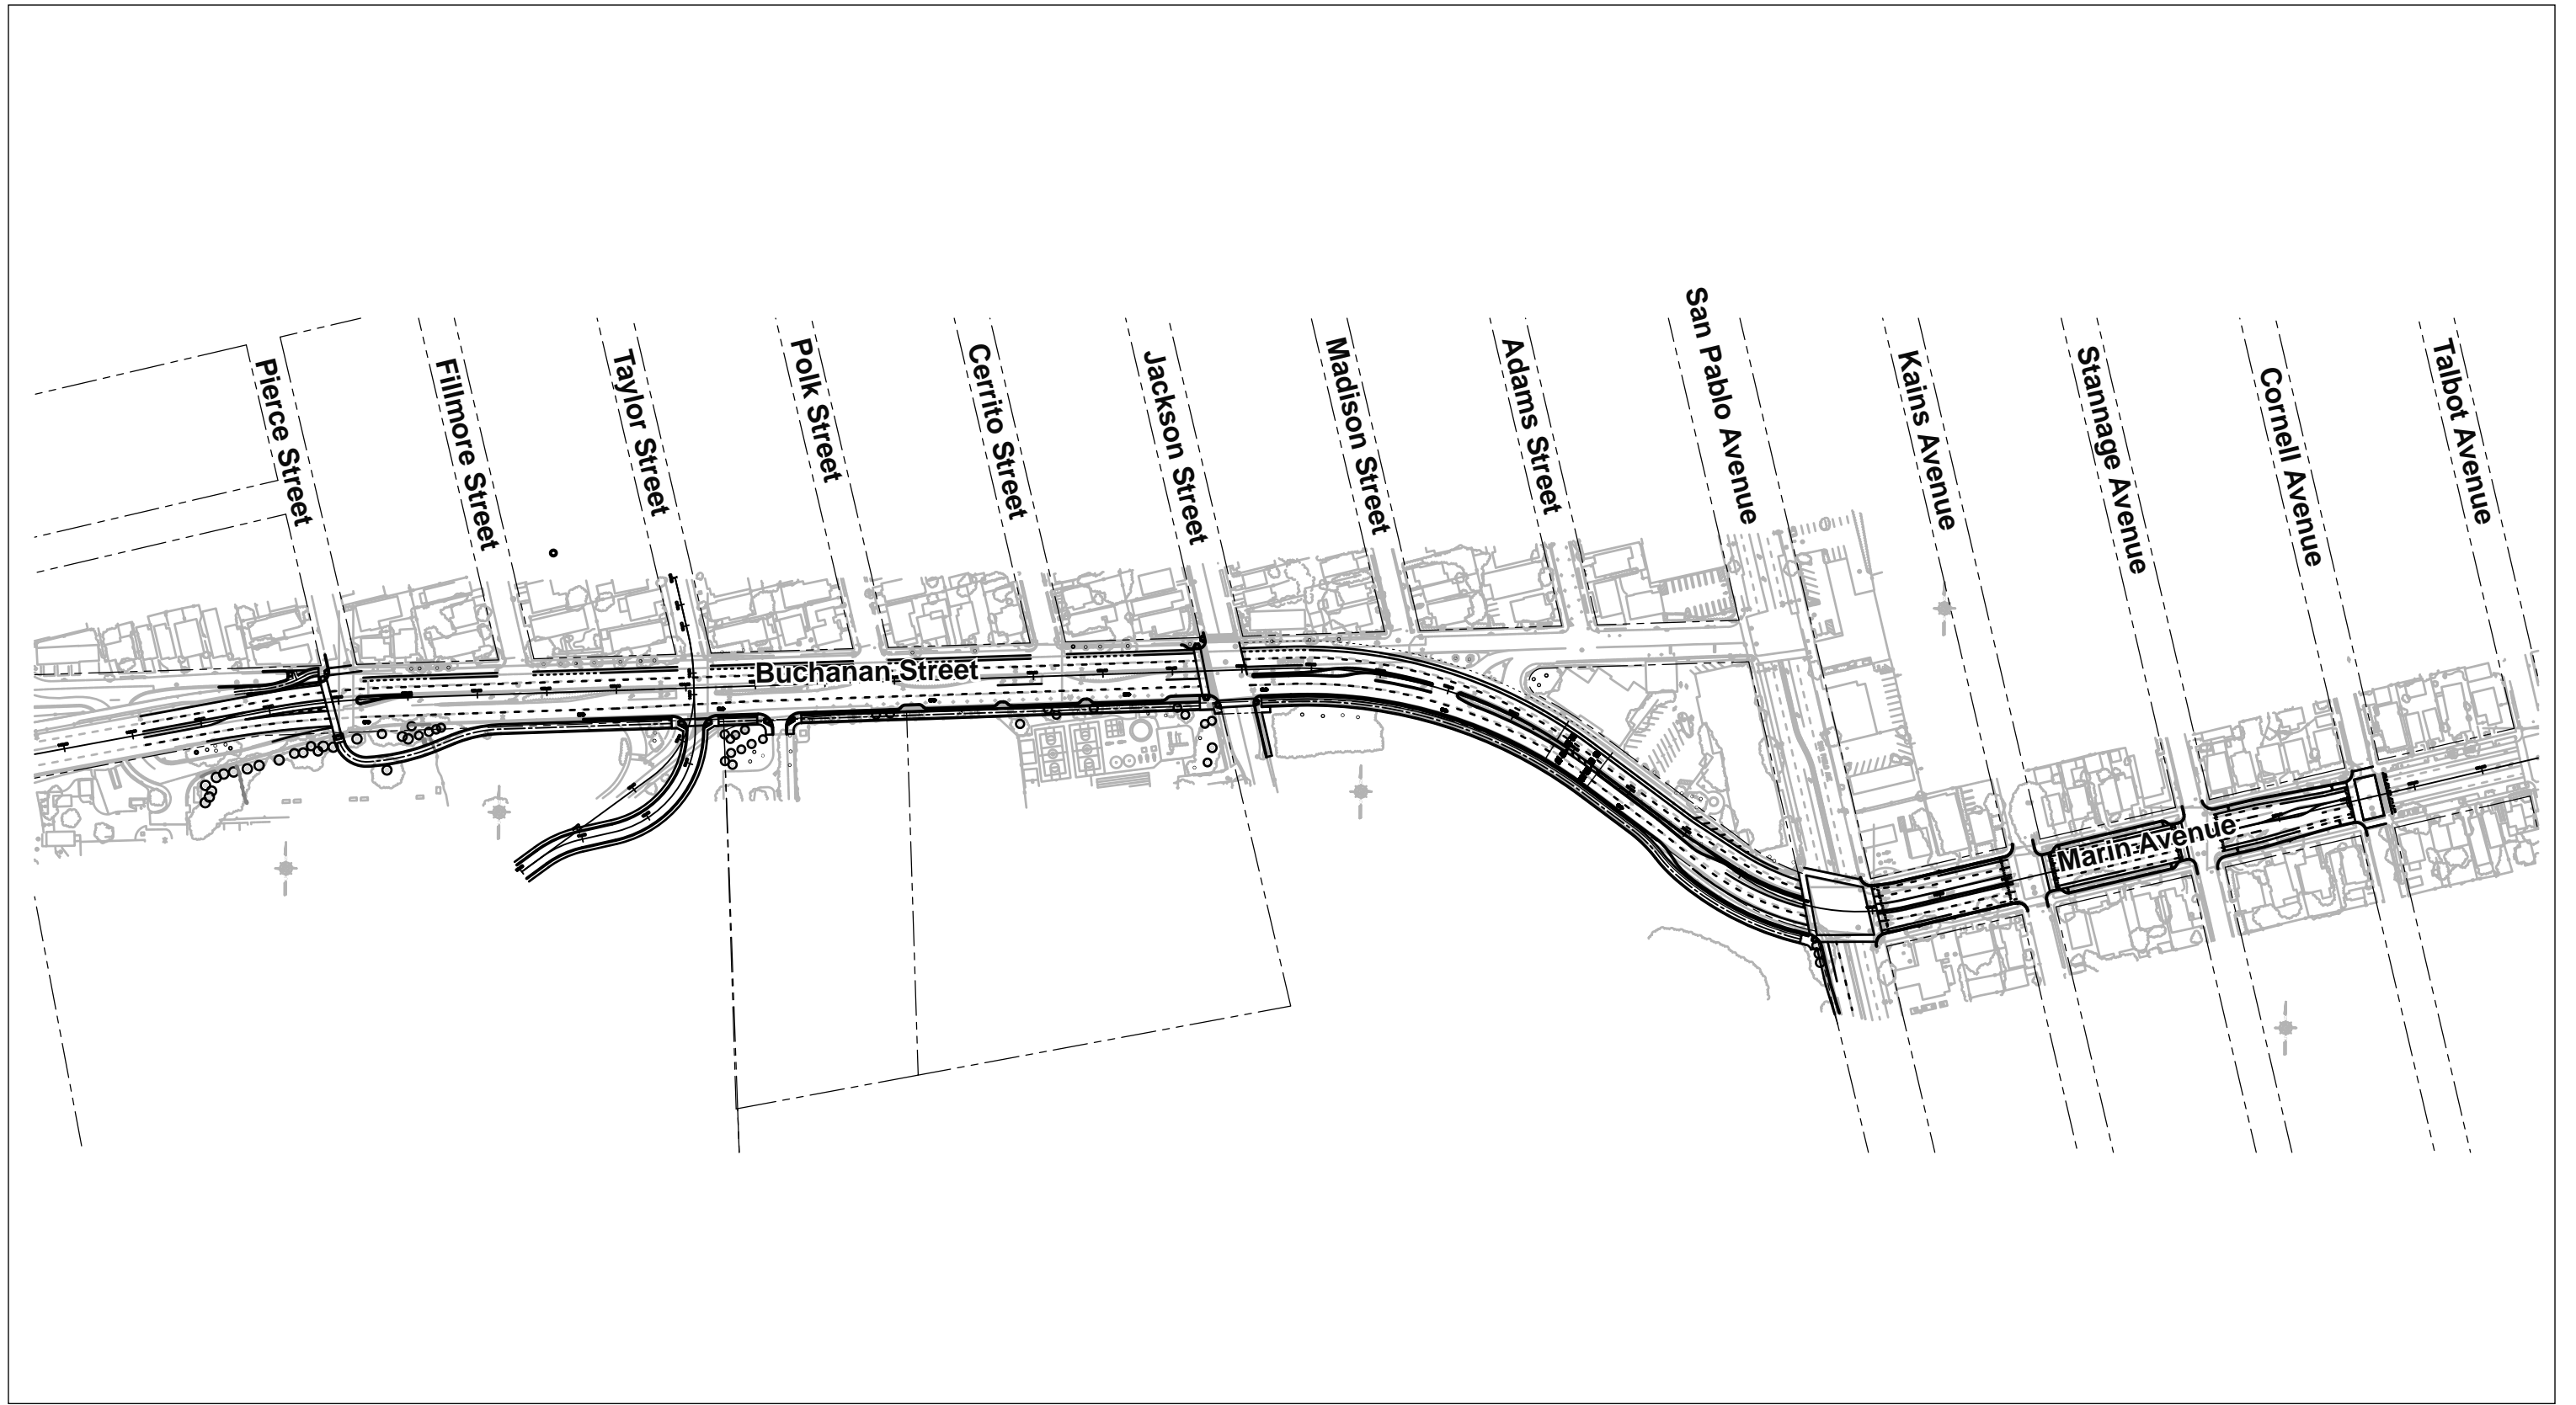 Pierce Street
Fillmore Street
Taylor Street
Polk Street
Cerrito Street
Jackson Street
Madison Street
Adams Street
San Pablo Avenue
Kains Avenue
Stannage Avenue
Cornell Avenue
Talbot Avenue
Buchanan Street
Marin Avenue